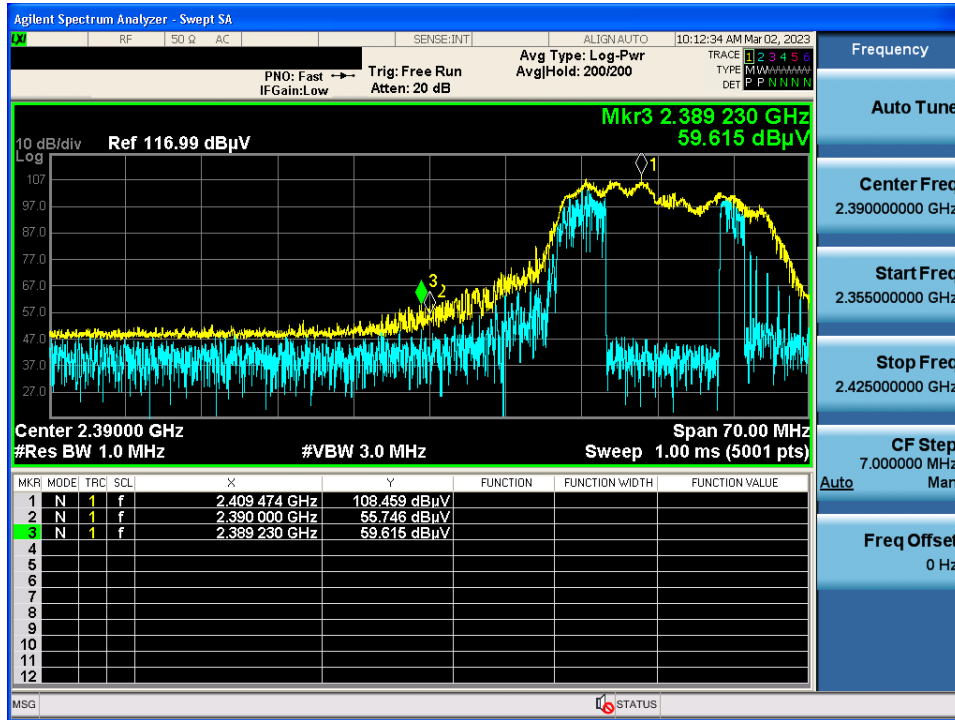 Agilent Spectrum Analyzer - Swept SA
LXI RF 50 Ω AC SENSE:INT ALIGN AUTO 10:12:34 AM Mar 02, 2023
PNO: Fast Trig: Free Run Avg Type: Log-Pwr TRACE 1 2 3 4 5 6
IFGain:Low Atten: 20 dB Avg|Hold: 200/200 TYPE M W W W W W
DET P P N N N N
Mkr3 2.389 230 GHz
59.615 dBµV
10 dB/div Ref 116.99 dBµV
Log
107
97.0
87.0
77.0
67.0
57.0
47.0
37.0
27.0
1
3
2
Center 2.39000 GHz Span 70.00 MHz
#Res BW 1.0 MHz #VBW 3.0 MHz Sweep 1.00 ms (5001 pts)
MKR MODE TRC SCL X Y FUNCTION FUNCTION WIDTH FUNCTION VALUE
1 N 1 f 2.409 474 GHz 108.459 dBµV
2 N 1 f 2.390 000 GHz 55.746 dBµV
3 N 1 f 2.389 230 GHz 59.615 dBµV
4
5
6
7
8
9
10
11
12
MSG STATUS
Frequency
Auto Tune
Center Freq
2.390000000 GHz
Start Freq
2.355000000 GHz
Stop Freq
2.425000000 GHz
CF Step
7.000000 MHz
Auto Man
Freq Offset
0 Hz